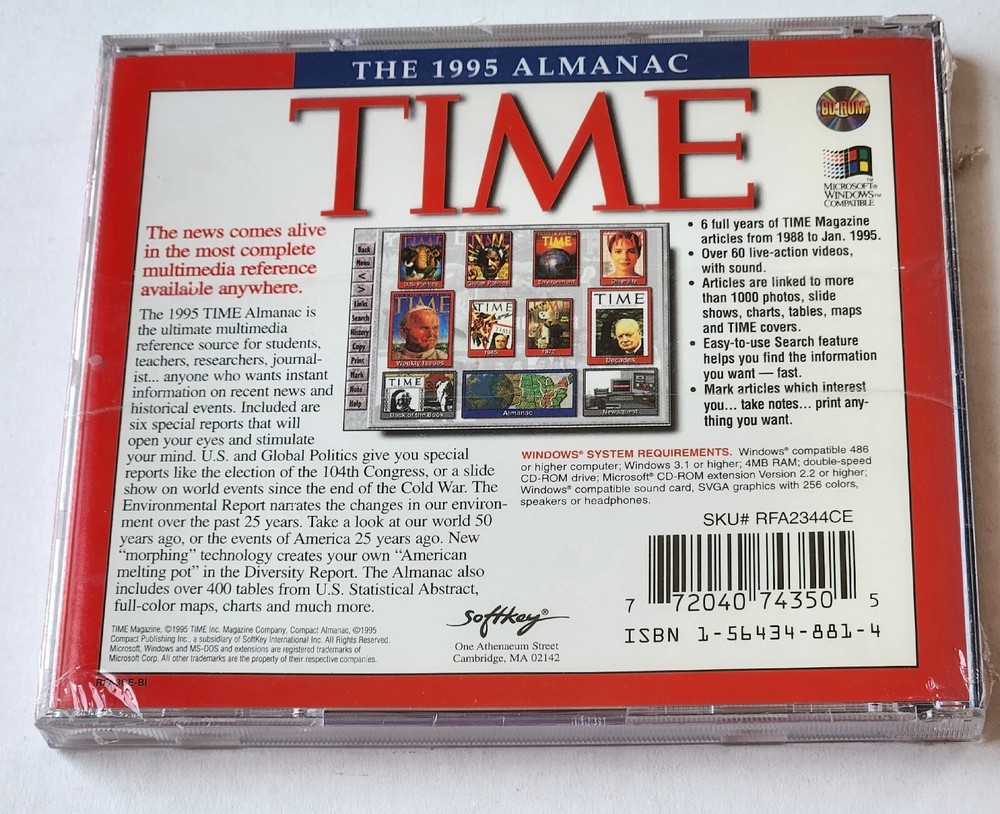 THE 1995 ALMANAC
TIME
CD-ROM
MICROSOFT®
WINDOWS™
COMPATIBLE
The news comes alive
in the most complete
multimedia reference
available anywhere.
The 1995 TIME Almanac is
the ultimate multimedia
reference source for students,
teachers, researchers, journal-
ist... anyone who wants instant
information on recent news and
historical events. Included are
six special reports that will
open your eyes and stimulate
your mind. U.S. and Global Politics give you special
reports like the election of the 104th Congress, or a slide
show on world events since the end of the Cold War. The
Environmental Report narrates the changes in our environ-
ment over the past 25 years. Take a look at our world 50
years ago, or the events of America 25 years ago. New
"morphing" technology creates your own "American
melting pot" in the Diversity Report. The Almanac also
includes over 400 tables from U.S. Statistical Abstract,
full-color maps, charts and much more.
Back
Menu
<
>
Links
Search
History
Copy
Print
Mark
Note
Help
TIME
TIME
U.S. Politics
Global Politics
Environment
Diversity
TIME
TIME
TIME
TIME
Weekly Issues
1945
1972
Decades
TIME
Back of the Book
Almanac
Newsquest
• 6 full years of TIME Magazine
articles from 1988 to Jan. 1995.
• Over 60 live-action videos,
with sound.
• Articles are linked to more
than 1000 photos, slide
shows, charts, tables, maps
and TIME covers.
• Easy-to-use Search feature
helps you find the information
you want — fast.
• Mark articles which interest
you... take notes... print any-
thing you want.
WINDOWS® SYSTEM REQUIREMENTS. Windows® compatible 486
or higher computer; Windows 3.1 or higher; 4MB RAM; double-speed
CD-ROM drive; Microsoft® CD-ROM extension Version 2.2 or higher;
Windows® compatible sound card, SVGA graphics with 256 colors,
speakers or headphones.
SKU# RFA2344CE
7 72040 74350 5
ISBN 1-56434-881-4
Softkey®
One Athenaeum Street
Cambridge, MA 02142
TIME Magazine, ©1995 TIME Inc. Magazine Company. Compact Almanac, ©1995
Compact Publishing Inc., a subsidiary of SoftKey International Inc. All Rights Reserved.
Microsoft, Windows and MS-DOS and extensions are registered trademarks of
Microsoft Corp. All other trademarks are the property of their respective companies.